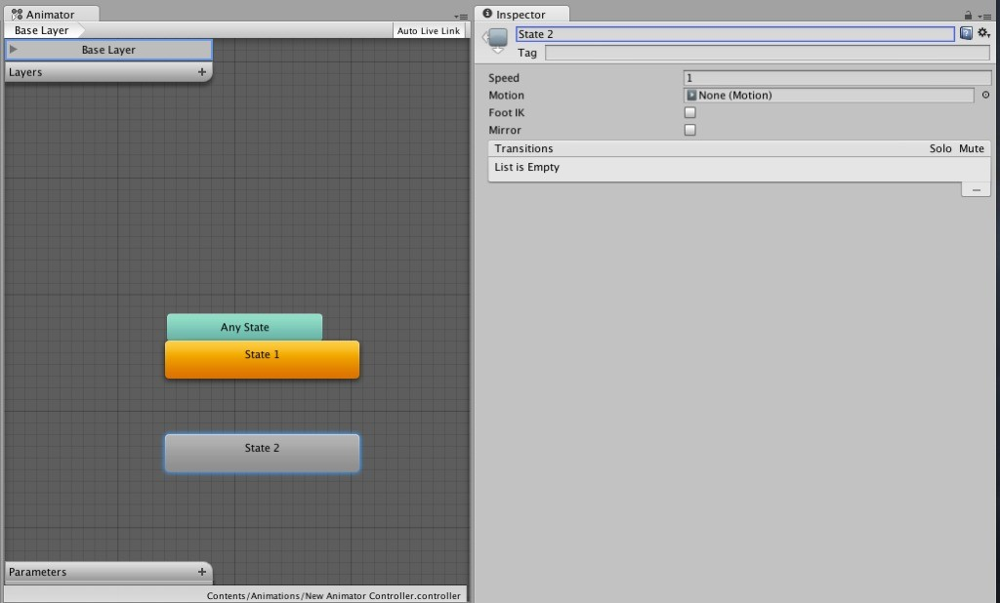 Animator
Base Layer
Auto Live Link
Base Layer
Layers
Any State
State 1
State 2
Parameters
Contents/Animations/New Animator Controller.controller
Inspector
State 2
Tag
Speed 1
Motion None (Motion)
Foot IK
Mirror
Transitions Solo Mute
List is Empty